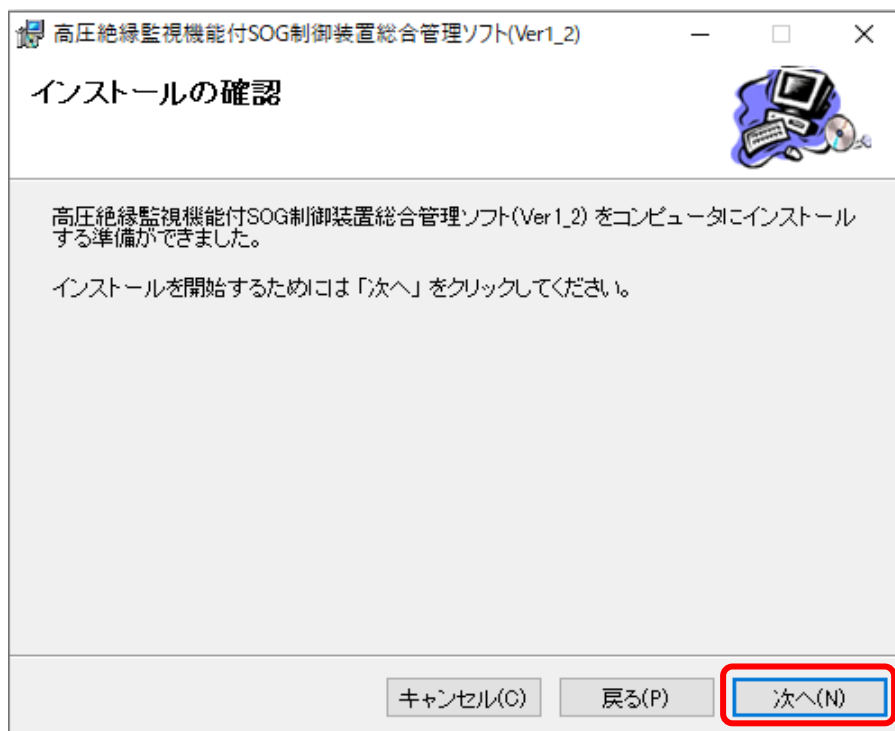 高圧絶縁監視機能付SOG制御装置総合管理ソフト(Ver1_2)
インストールの確認
高圧絶縁監視機能付SOG制御装置総合管理ソフト(Ver1_2) をコンピュータにインストール
する準備ができました。
インストールを開始するためには「次へ」をクリックしてください。
キャンセル(C)
戻る(P)
次へ(N)